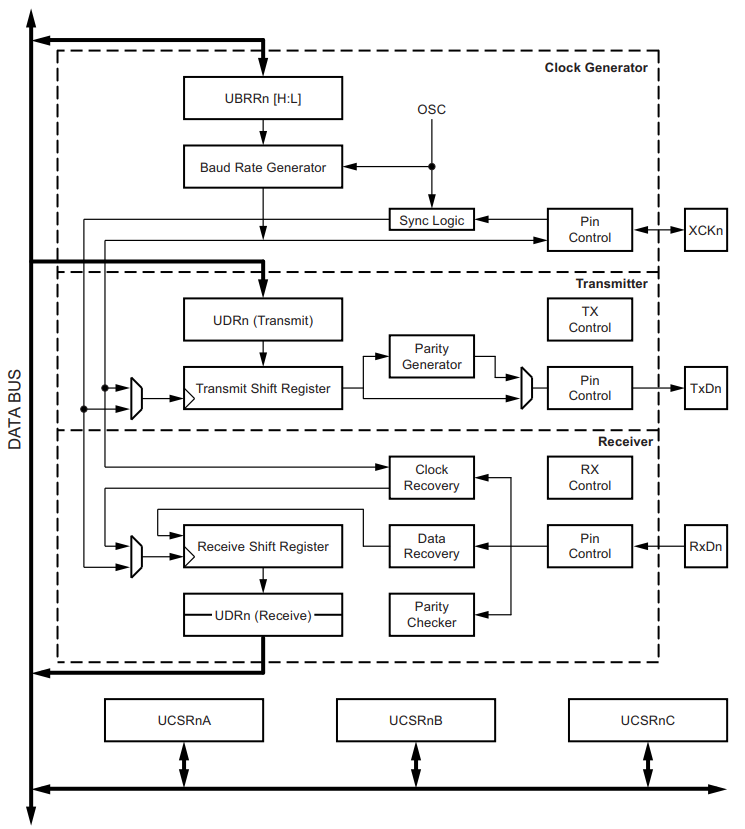 Clock Generator
UBRRn [H:L]
OSC
Baud Rate Generator
Sync Logic
Pin
Control
XCKn
Transmitter
UDRn (Transmit)
TX
Control
Parity
Generator
Transmit Shift Register
Pin
Control
TxDn
DATA BUS
Receiver
Clock
Recovery
RX
Control
Receive Shift Register
Data
Recovery
Pin
Control
RxDn
UDRn (Receive)
Parity
Checker
UCSRnA
UCSRnB
UCSRnC